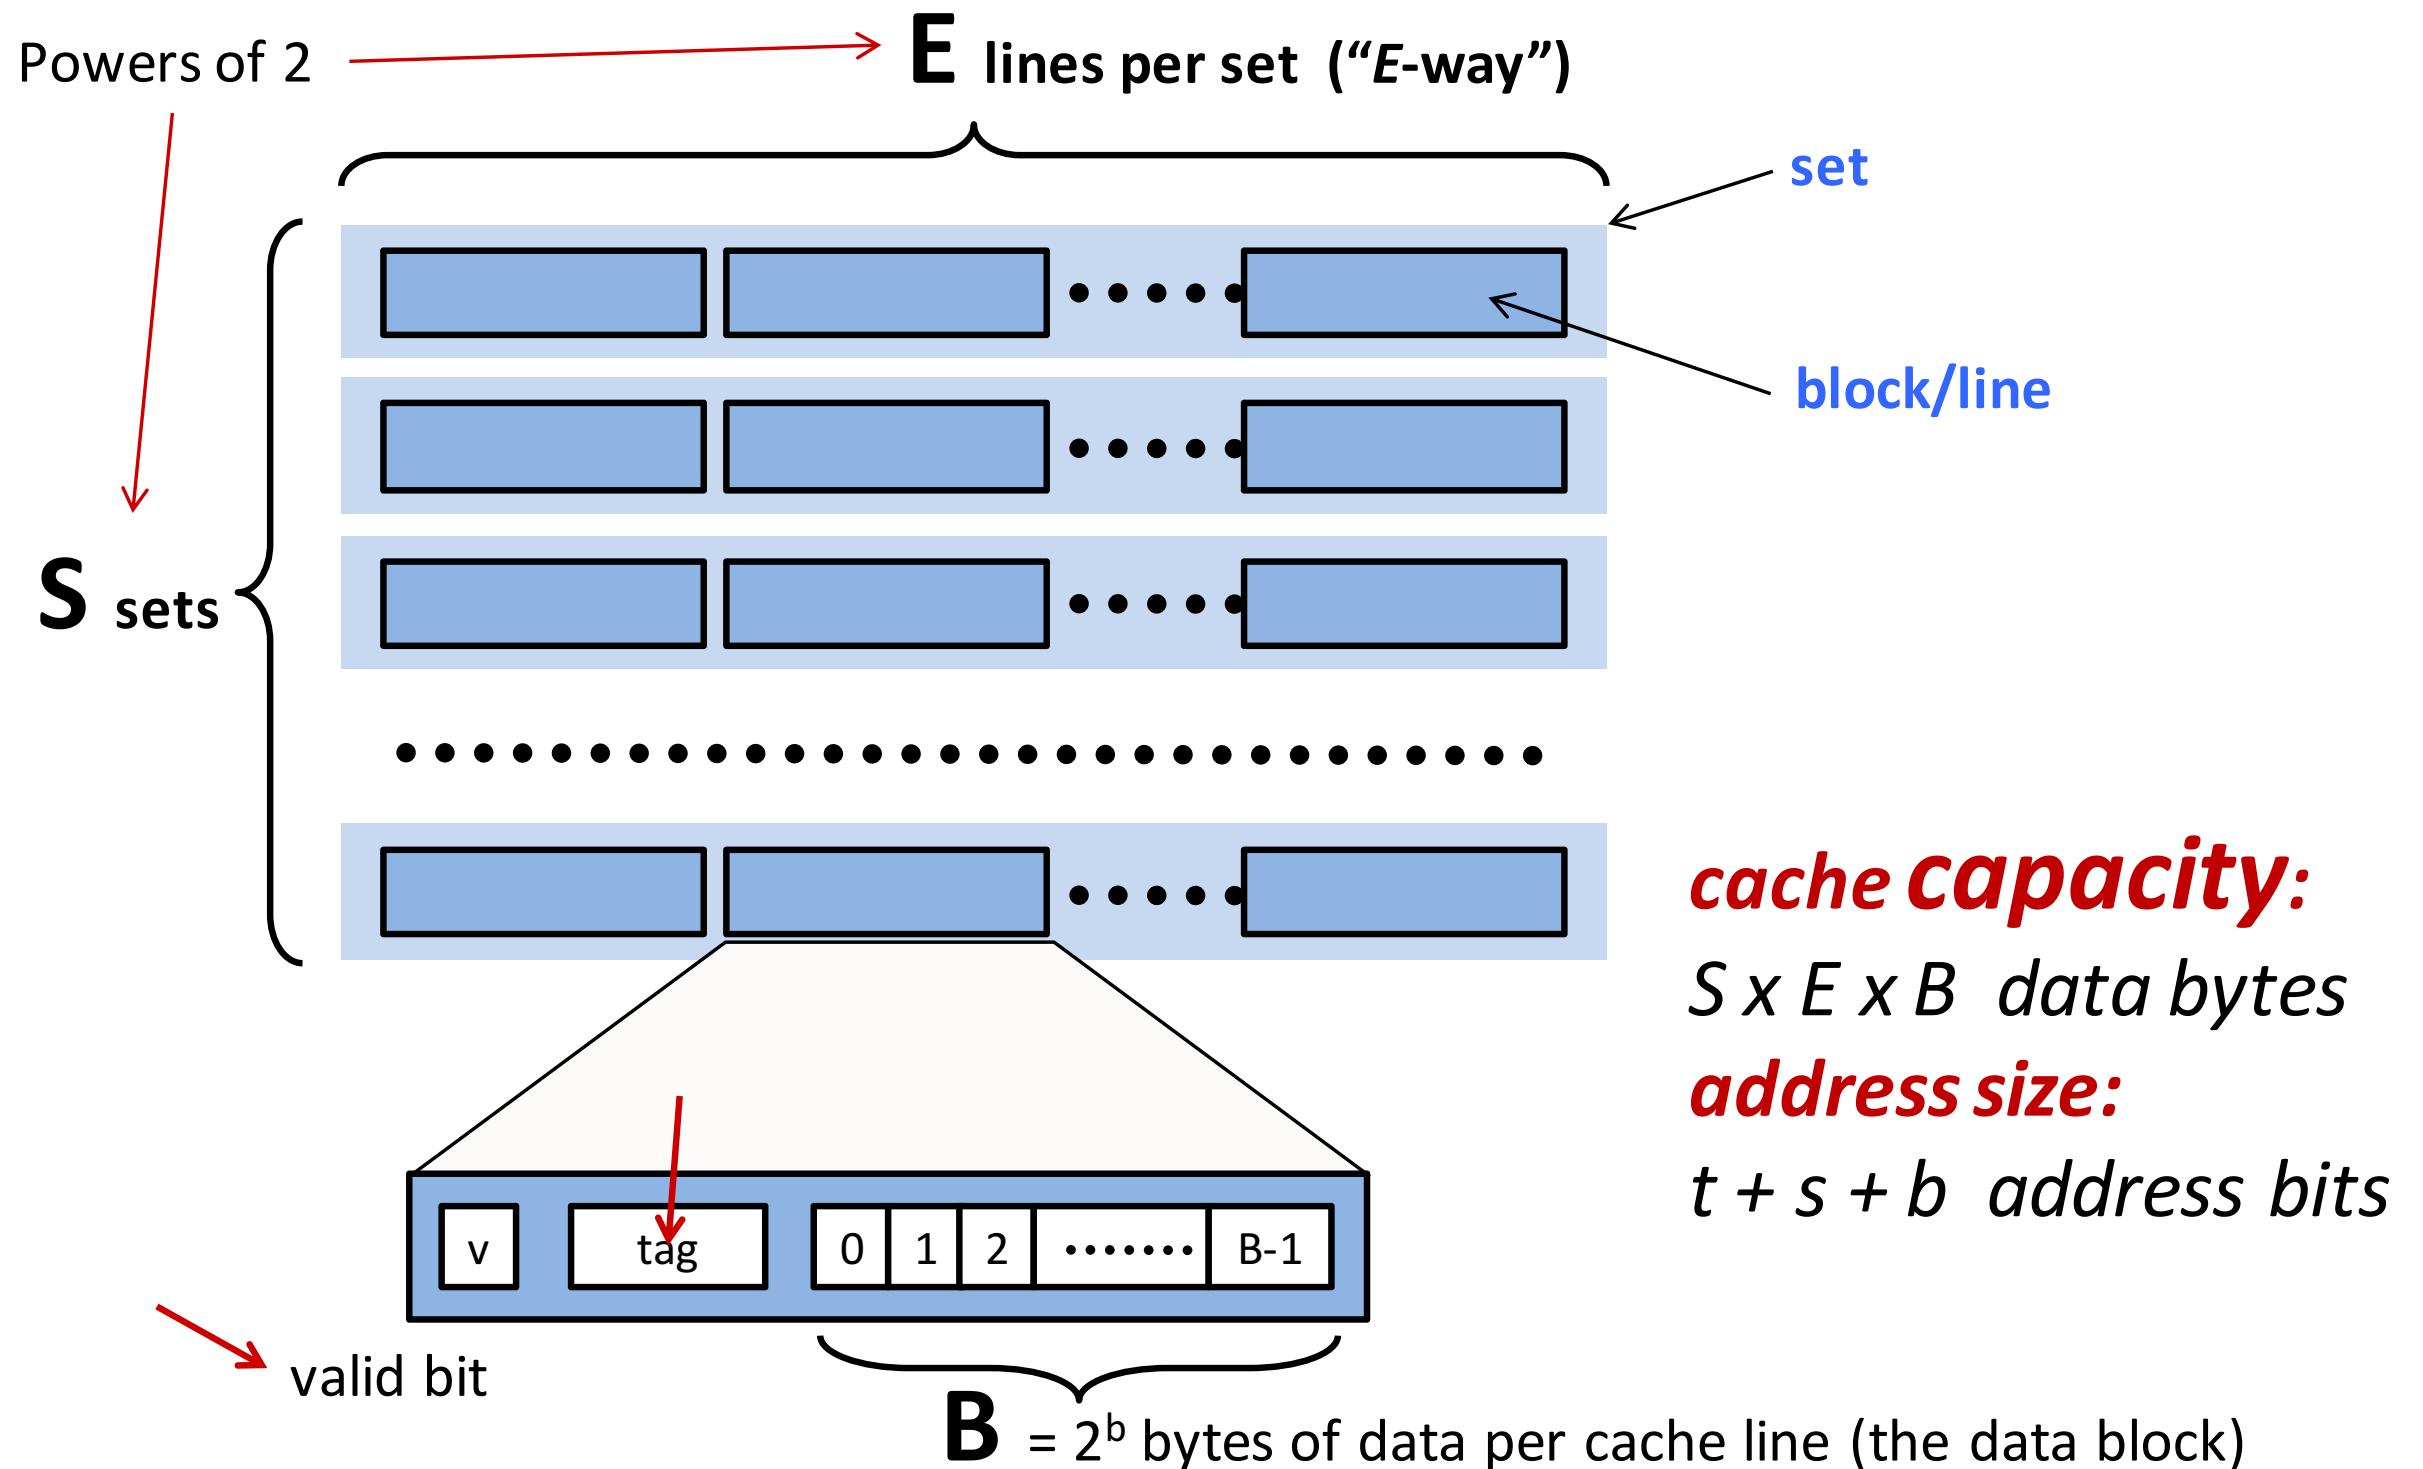 Powers of 2
E lines per set (“E-way”)
set
block/line
S sets
cache capacity:
S x E x B data bytes
address size:
t + s + b address bits
v
tag
0
1
2
B-1
valid bit
B = 2ᵇ bytes of data per cache line (the data block)